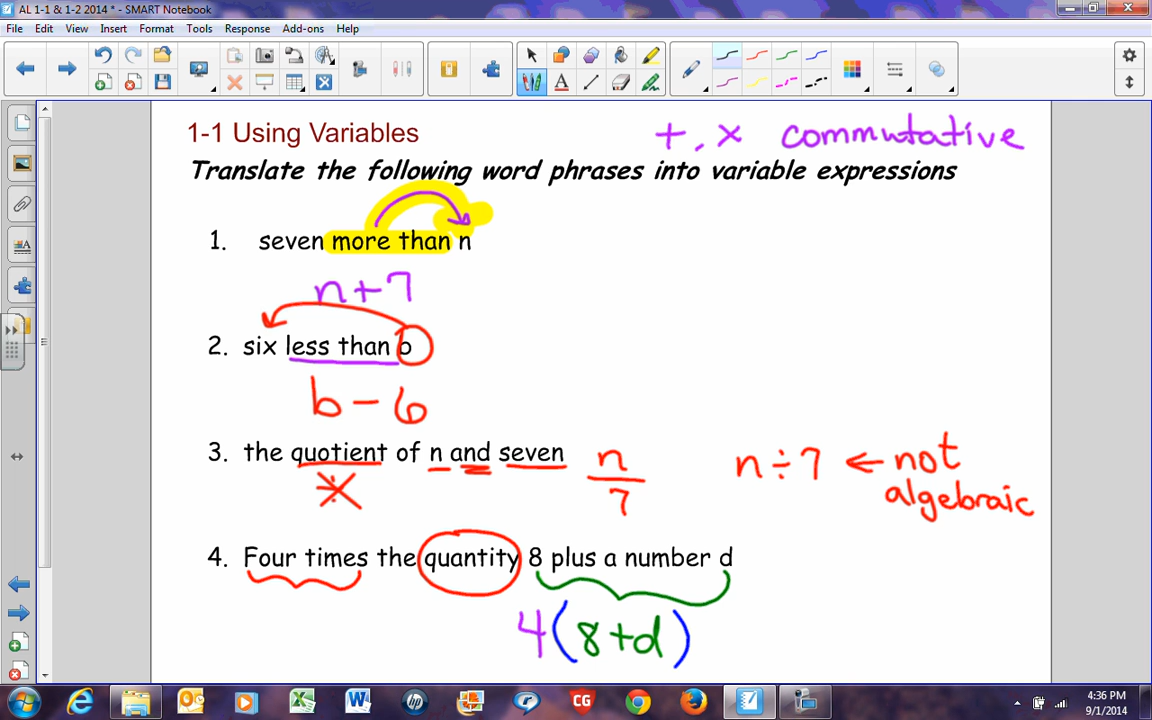 AL 1-1 & 1-2 2014 * - SMART Notebook
File Edit View Insert Format Tools Response Add-ons Help
1-1 Using Variables
+, x commutative
Translate the following word phrases into variable expressions
1. seven more than n
n+7
2. six less than b
b - 6
3. the quotient of n and seven
n
7
n ÷ 7 ← not
algebraic
4. Four times the quantity 8 plus a number d
4(8+d)
CG
4:36 PM
9/1/2014